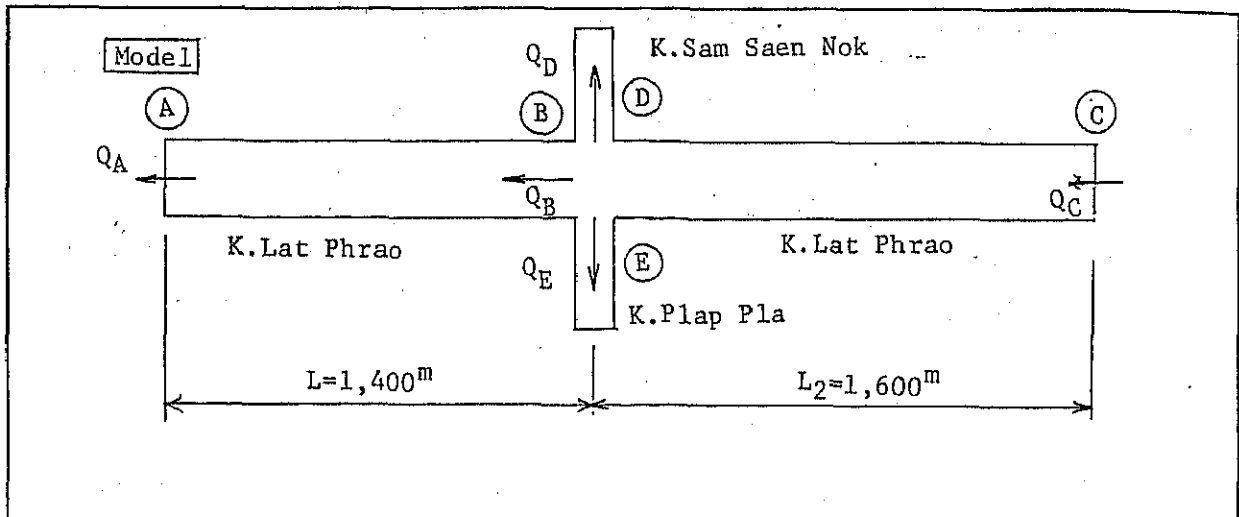 Model
K.Sam Saen Nok
Q_D
A
B
D
C
Q_A
Q_B
Q_C
K.Lat Phrao
K.Lat Phrao
Q_E
E
K.Plap Pla
L=1,400^m
L_2=1,600^m